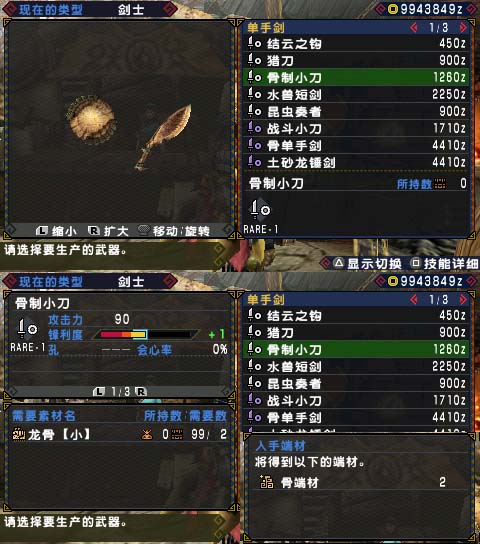 现在的类型 剑士
9943849z
单手剑 1/3
结云之钩 450z
猎刀 900z
骨制小刀 1260z
水兽短剑 2250z
昆虫奏者 900z
战斗小刀 1710z
骨单手剑 4410z
土砂龙锤剑 4410z
骨制小刀 所持数 0
RARE-1
L 缩小 R 扩大 移动/旋转
请选择要生产的武器。
△显示切换 □技能详细
现在的类型 剑士
9943849z
骨制小刀
攻击力 90
锋利度 +1
RARE-1 孔 --- 会心率 0%
L 1/3 R
单手剑 1/3
结云之钩 450z
猎刀 900z
骨制小刀 1260z
水兽短剑 2250z
昆虫奏者 900z
战斗小刀 1710z
骨单手剑 4410z
需要素材名 所持数/需要数
龙骨【小】 0 99/ 2
入手端材
将得到以下的端材。
骨端材 2
请选择要生产的武器。